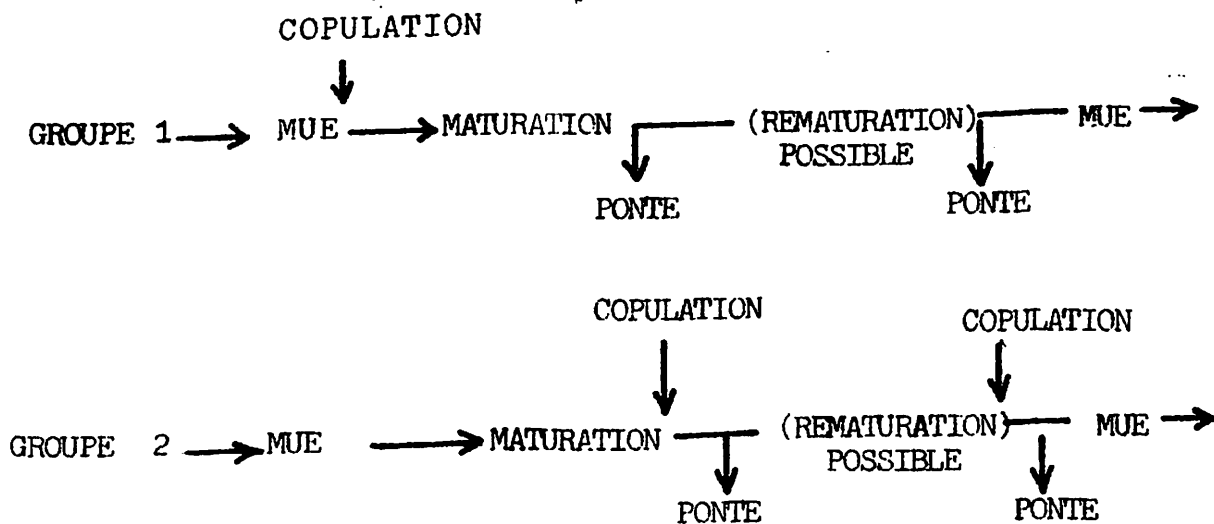 COPULATION
GROUPE 1 MUE MATURATION (REMATURATION) MUE
POSSIBLE
PONTE PONTE
COPULATION COPULATION
GROUPE 2 MUE MATURATION (REMATURATION) MUE
POSSIBLE
PONTE PONTE